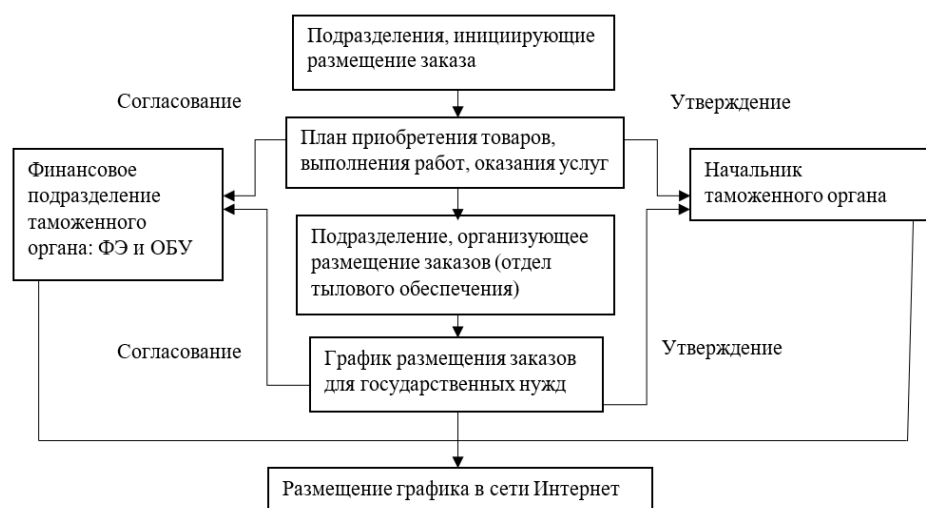 Подразделения, инициирующие
размещение заказа
Согласование
Утверждение
План приобретения товаров,
выполнения работ, оказания услуг
Финансовое
подразделение
таможенного
органа: ФЭ и ОБУ
Начальник
таможенного органа
Подразделение, организующее
размещение заказов (отдел
тылового обеспечения)
Согласование
Утверждение
График размещения заказов
для государственных нужд
Размещение графика в сети Интернет